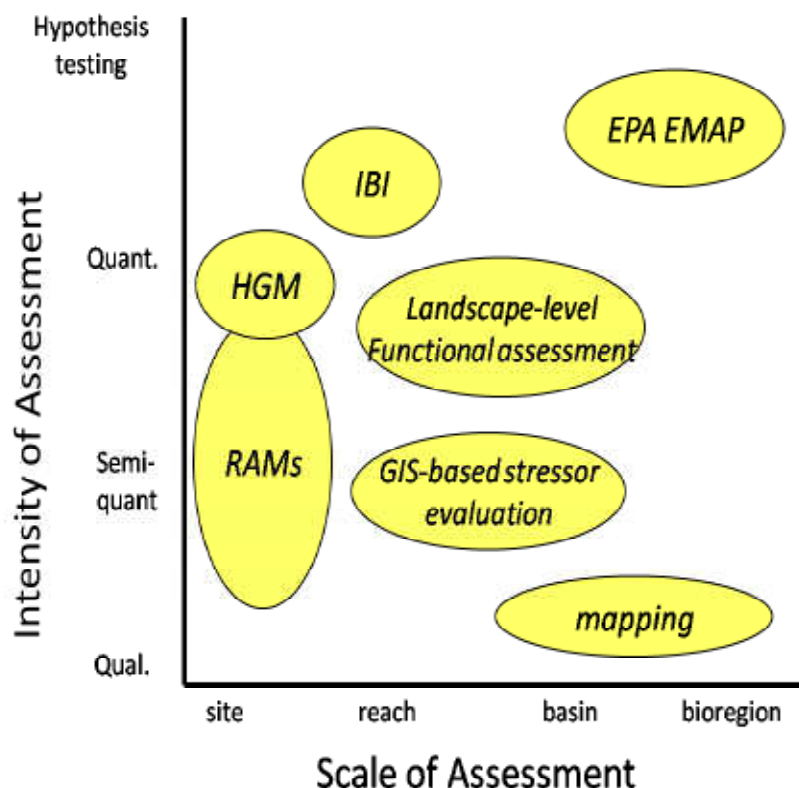 Hypothesis
testing
EPA EMAP
IBI
Quant.
HGM
Landscape-level
Functional assessment
Intensity of Assessment
Semi-
quant
RAMs
GIS-based stressor
evaluation
mapping
Qual.
site
reach
basin
bioregion
Scale of Assessment